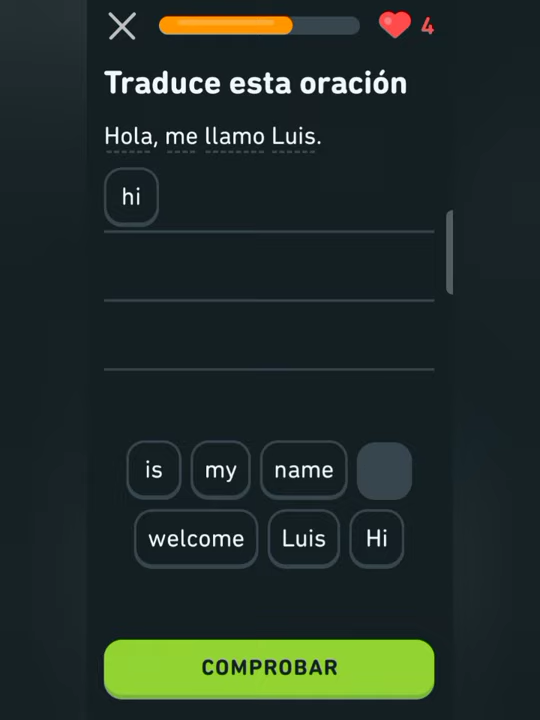 4
Traduce esta oración
Hola, me llamo Luis.
hi
is my name
welcome Luis Hi
COMPROBAR